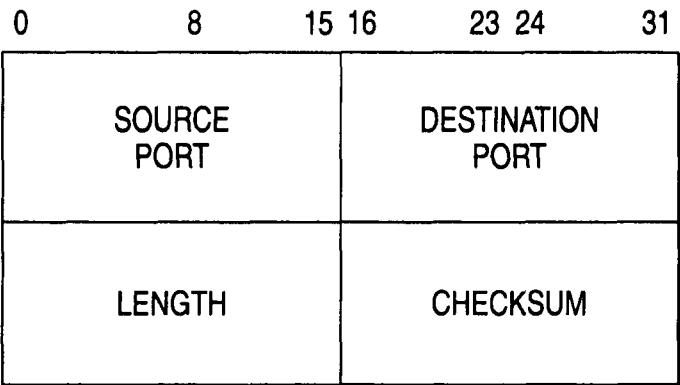 0 8 15 16 23 24 31
SOURCE DESTINATION
PORT PORT
LENGTH CHECKSUM